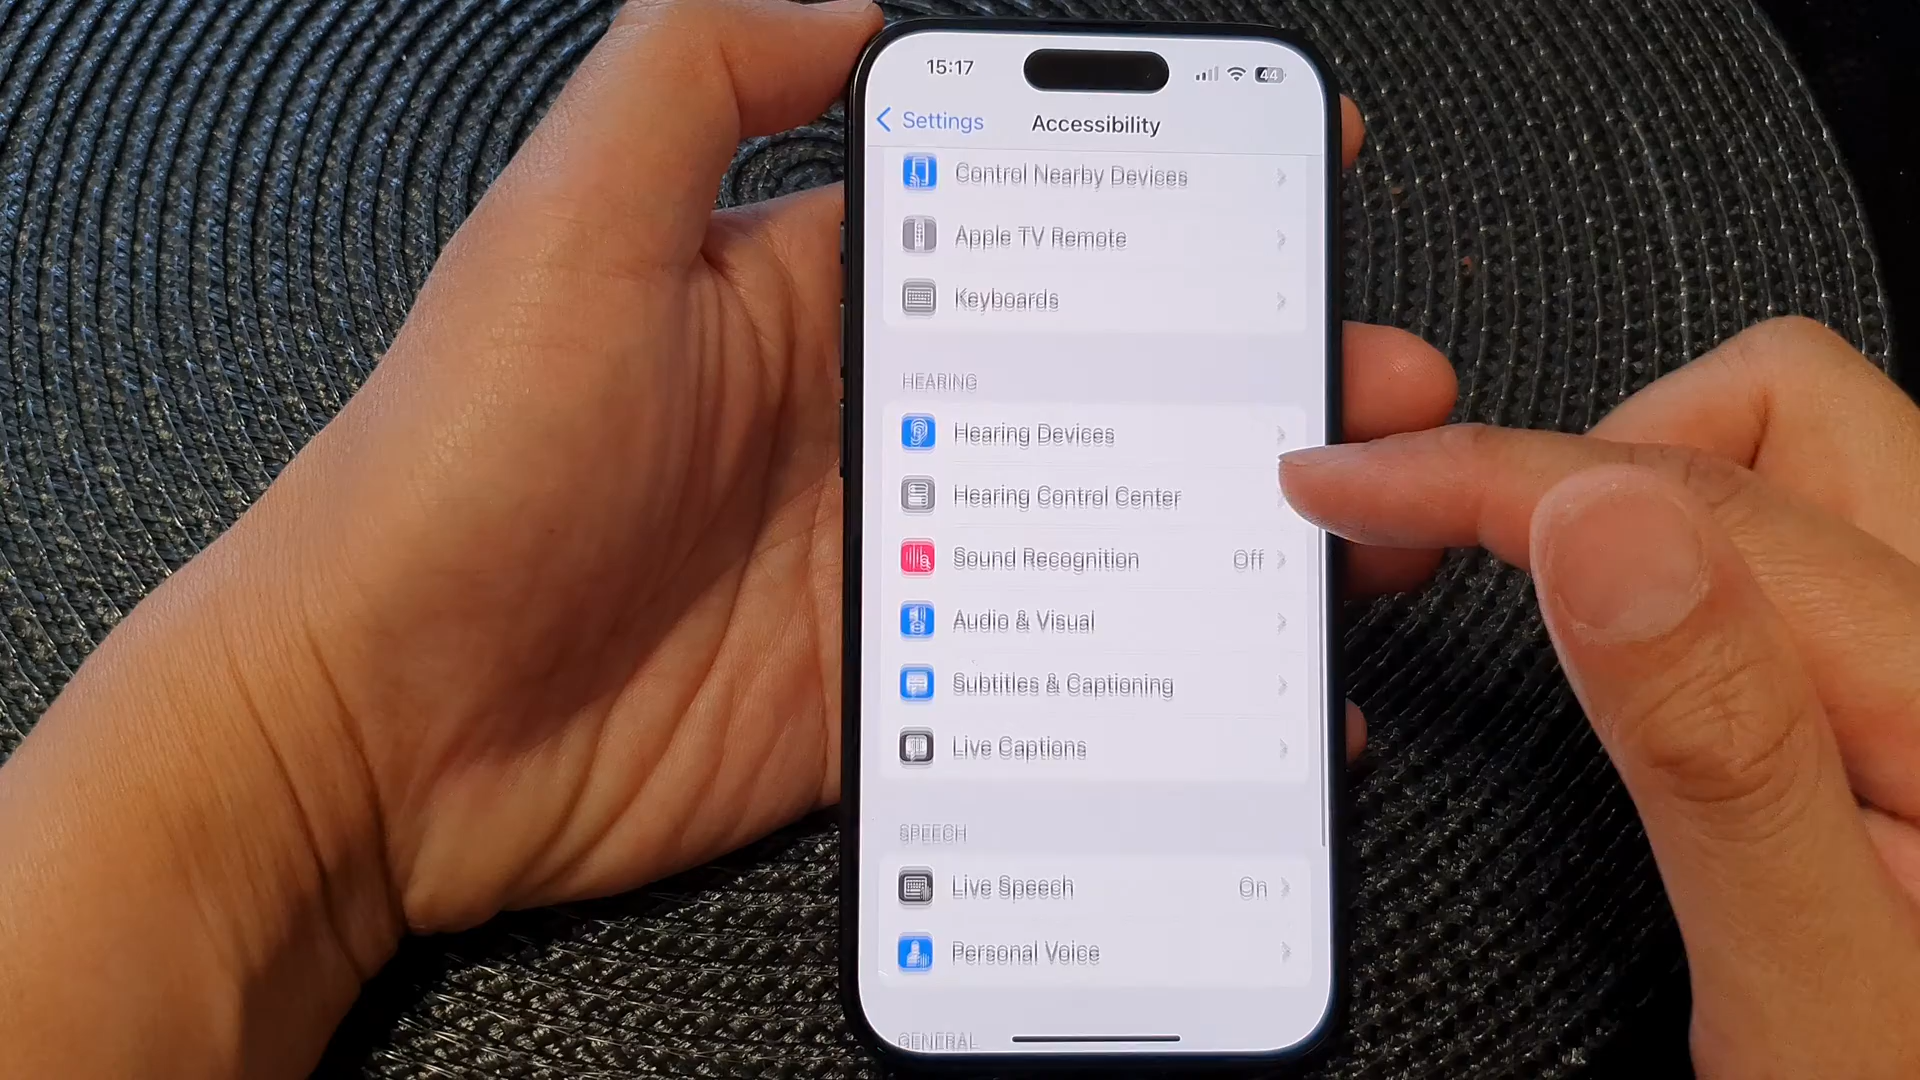 15:17
44
Settings
Accessibility
Control Nearby Devices
Apple TV Remote
Keyboards
HEARING
Hearing Devices
Hearing Control Center
Sound Recognition Off
Audio & Visual
Subtitles & Captioning
Live Captions
SPEECH
Live Speech On
Personal Voice
GENERAL